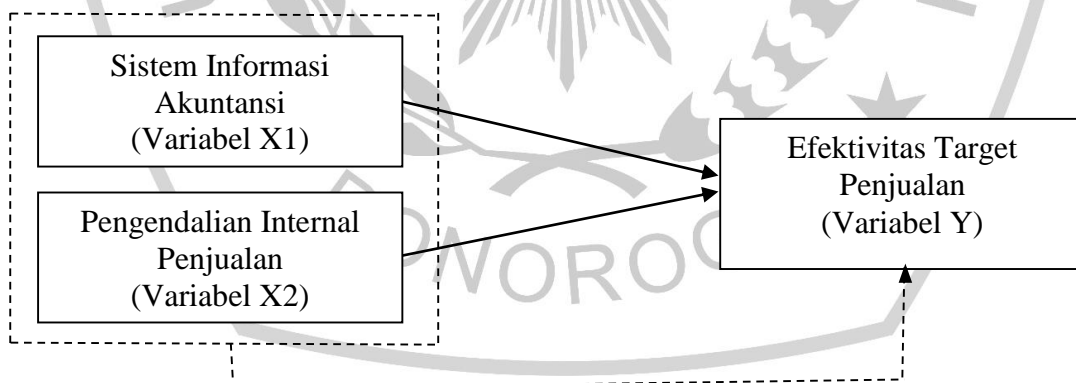 Sistem Informasi
Akuntansi
(Variabel X1)
Pengendalian Internal
Penjualan
(Variabel X2)
Efektivitas Target
Penjualan
(Variabel Y)